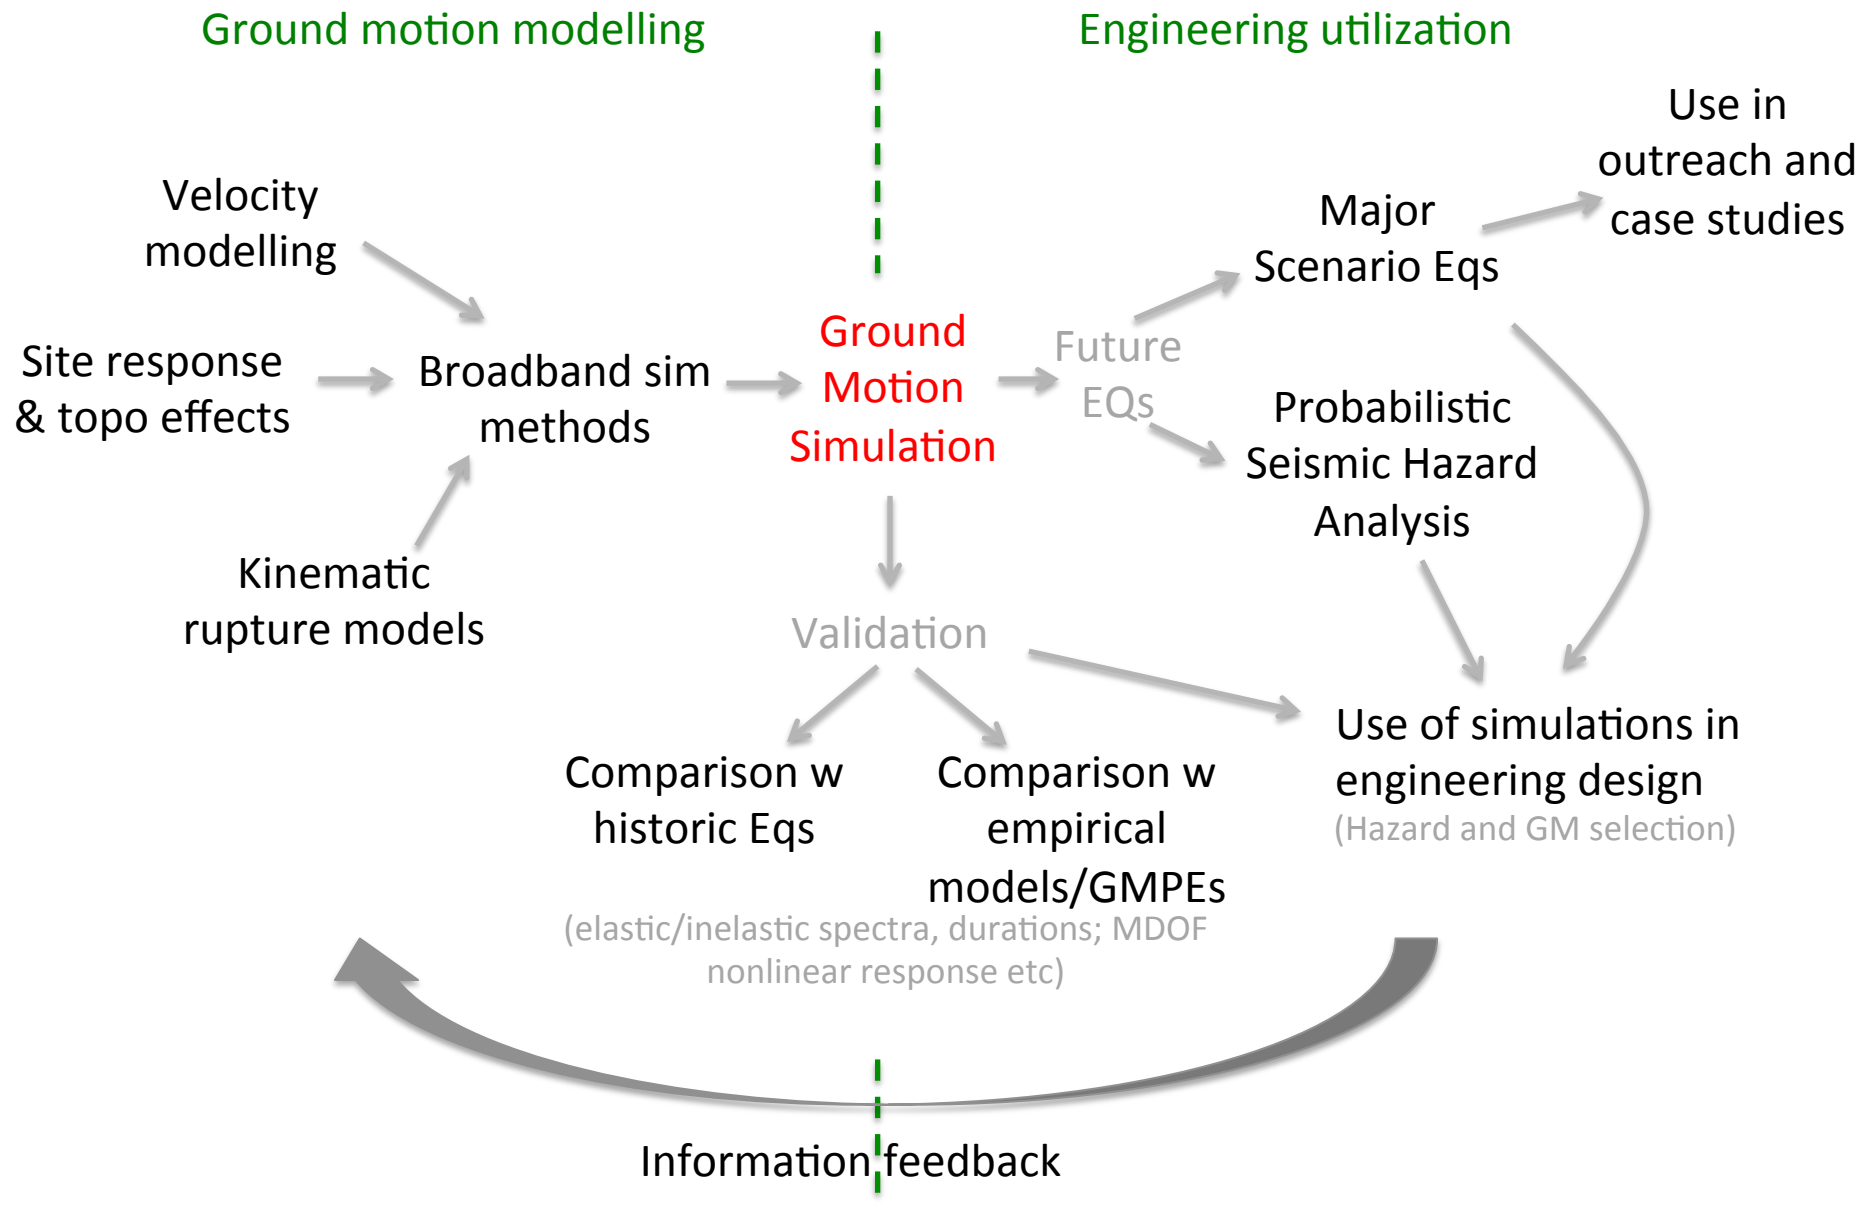 Ground motion modelling
Engineering utilization
Use in
outreach and
case studies
Velocity
modelling
Major
Scenario Eqs
Site response
& topo effects
Broadband sim
methods
Ground
Motion
Simulation
Future
EQs
Probabilistic
Seismic Hazard
Analysis
Kinematic
rupture models
Validation
Comparison w
historic Eqs
Comparison w
empirical
models/GMPEs
(elastic/inelastic spectra, durations; MDOF
nonlinear response etc)
Use of simulations in
engineering design
(Hazard and GM selection)
Information feedback